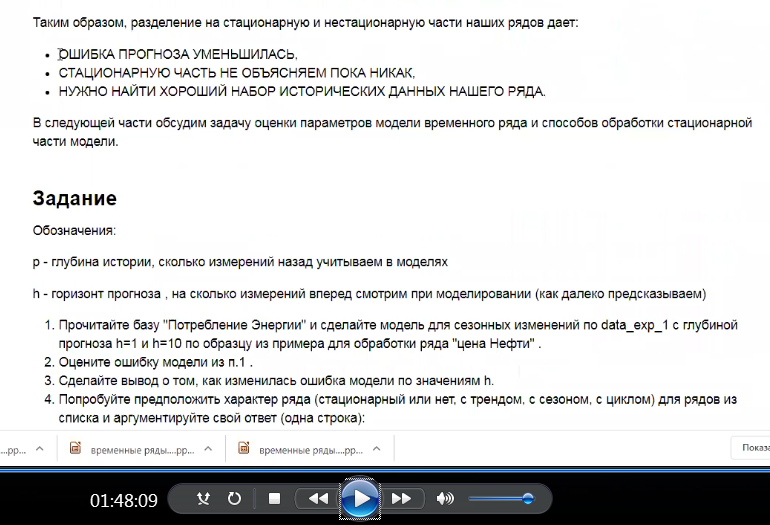 Таким образом, разделение на стационарную и нестационарную части наших рядов дает:
• ОШИБКА ПРОГНОЗА УМЕНЬШИЛАСЬ,
• СТАЦИОНАРНУЮ ЧАСТЬ НЕ ОБЪЯСНЯЕМ ПОКА НИКАК,
• НУЖНО НАЙТИ ХОРОШИЙ НАБОР ИСТОРИЧЕСКИХ ДАННЫХ НАШЕГО РЯДА.
В следующей части обсудим задачу оценки параметров модели временного ряда и способов обработки стационарной
части модели.
Задание
Обозначения:
p - глубина истории, сколько измерений назад учитываем в моделях
h - горизонт прогноза , на сколько измерений вперед смотрим при моделировании (как далеко предсказываем)
1. Прочитайте базу "Потребление Энергии" и сделайте модель для сезонных изменений по data_exp_1 с глубиной
прогноза h=1 и h=10 по образцу из примера для обработки ряда "цена Нефти" .
2. Оцените ошибку модели из п.1 .
3. Сделайте вывод о том, как изменилась ошибка модели по значениям h.
4. Попробуйте предположить характер ряда (стационарный или нет, с трендом, с сезоном, с циклом) для рядов из
списка и аргументируйте свой ответ (одна строка):
...pp... временные ряды....pp... временные ряды....pp... Показа
01:48:09